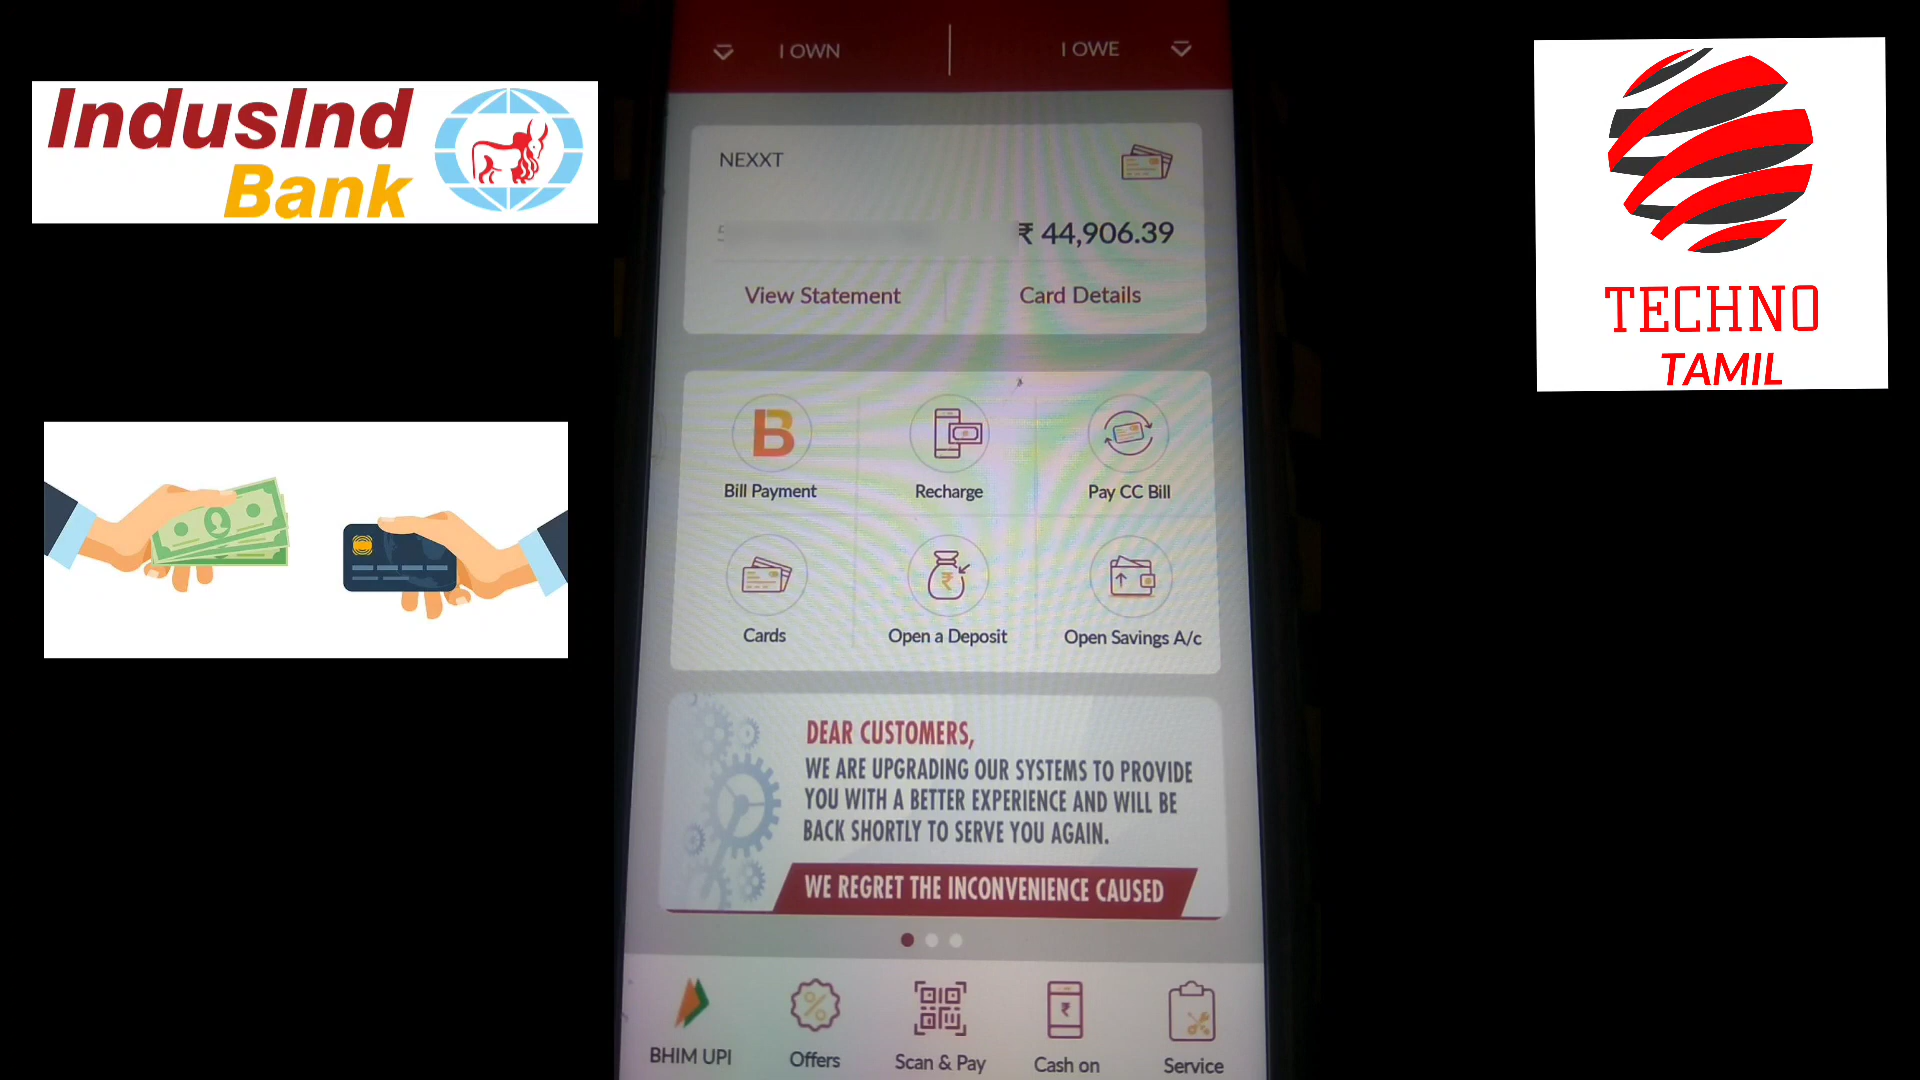 IndusInd
Bank
I OWN
I OWE
NEXXT
₹ 44,906.39
View Statement
Card Details
Bill Payment
Recharge
Pay CC Bill
Cards
Open a Deposit
Open Savings A/c
DEAR CUSTOMERS,
WE ARE UPGRADING OUR SYSTEMS TO PROVIDE
YOU WITH A BETTER EXPERIENCE AND WILL BE
BACK SHORTLY TO SERVE YOU AGAIN.
WE REGRET THE INCONVENIENCE CAUSED
BHIM UPI
Offers
Scan & Pay
Cash on
Service
TECHNO
TAMIL